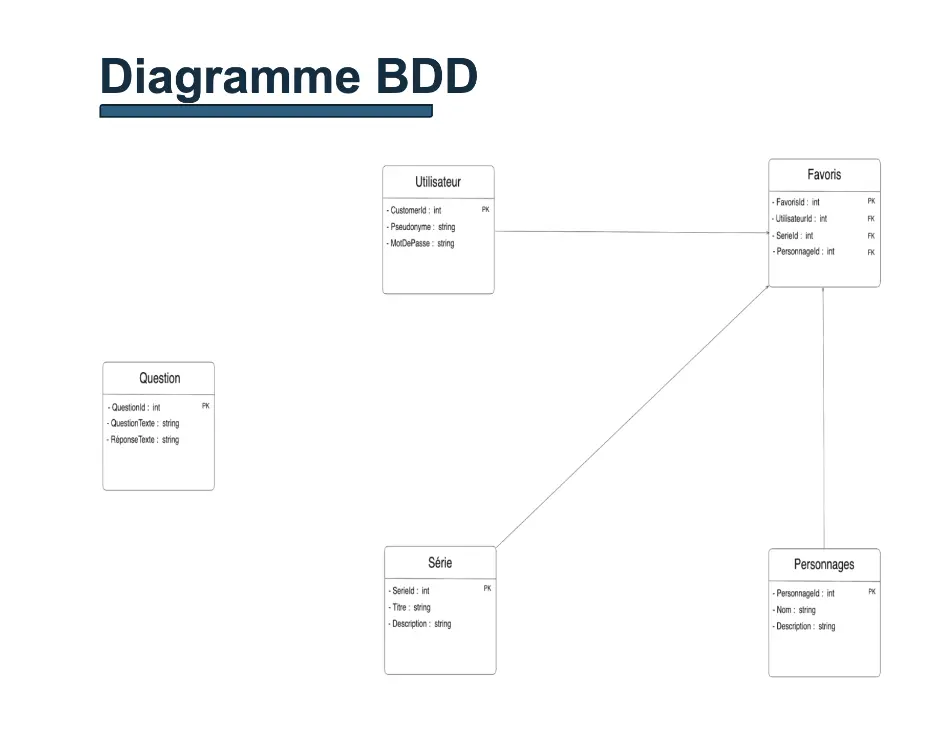 Diagramme BDD
Utilisateur
- CustomerId : int PK
- Pseudonyme : string
- MotDePasse : string
Favoris
- FavorisId : int PK
- UtilisateurId : int FK
- SerieId : int FK
- PersonnageId : int FK
Question
- QuestionId : int PK
- QuestionTexte : string
- RéponseTexte : string
Série
- SerieId : int PK
- Titre : string
- Description : string
Personnages
- PersonnageId : int PK
- Nom : string
- Description : string